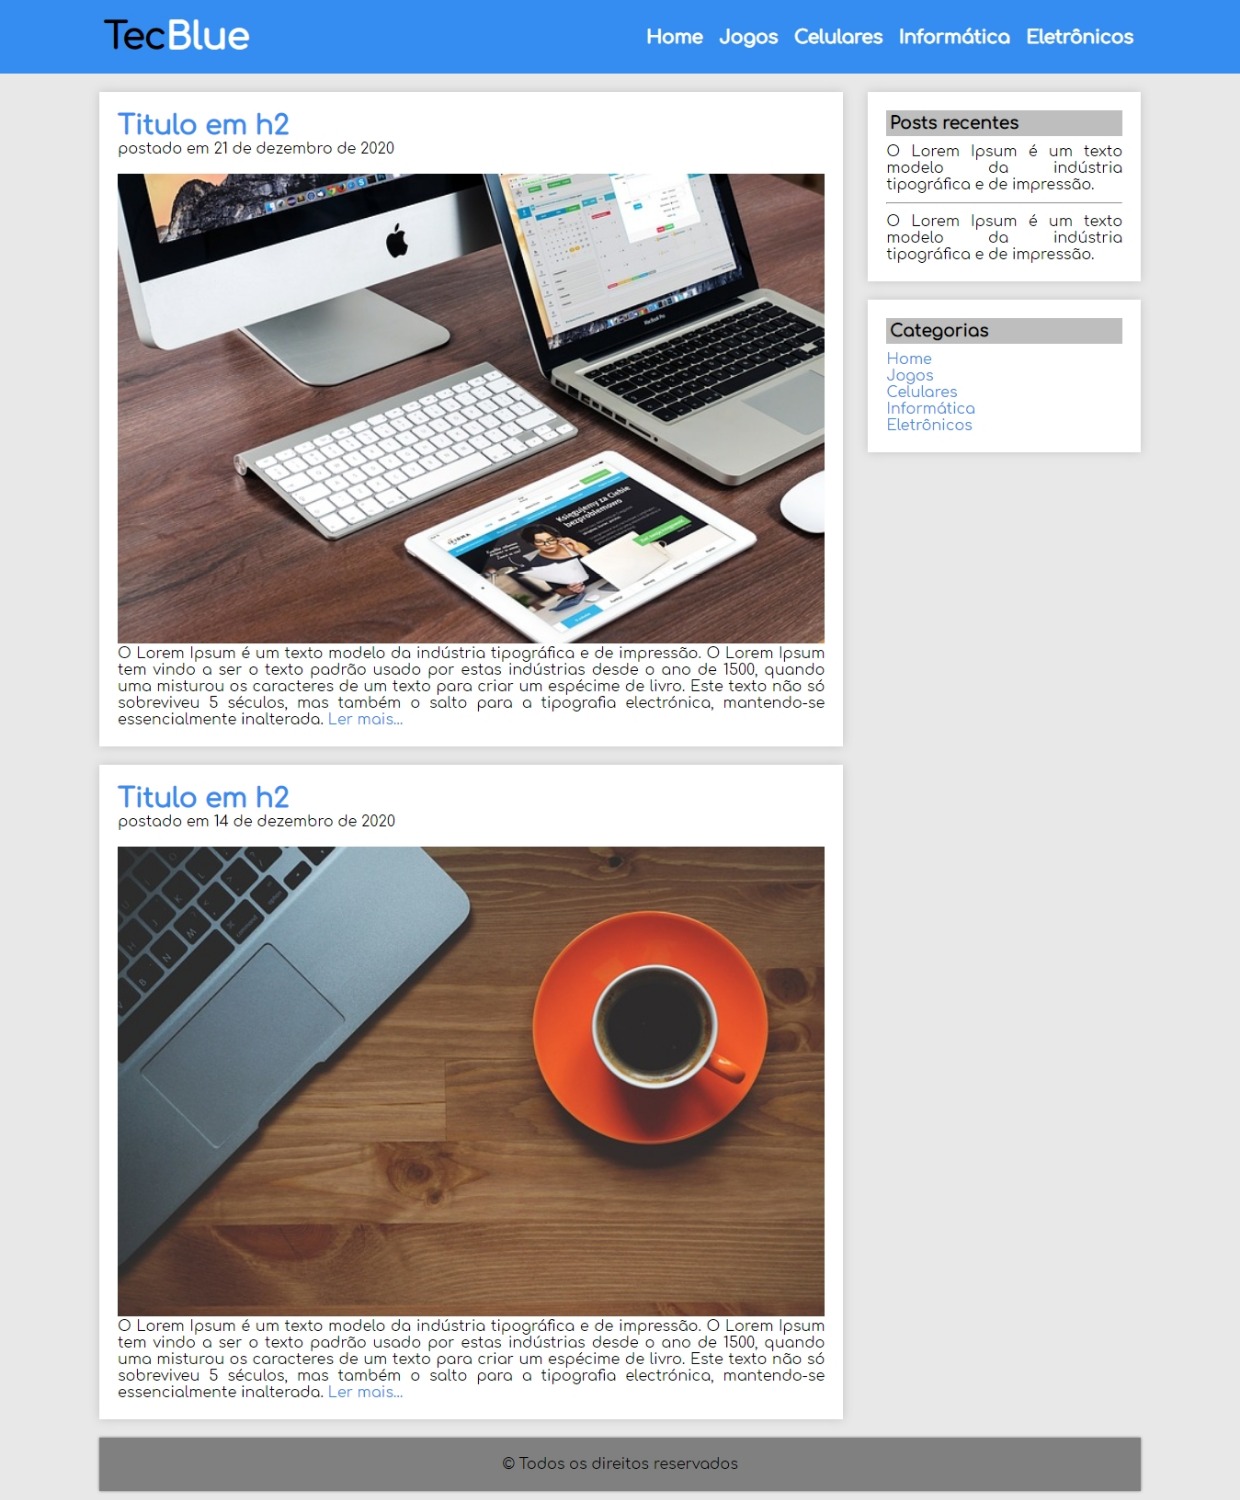 TecBlue
Home Jogos Celulares Informática Eletrônicos
Titulo em h2
postado em 21 de dezembro de 2020
MacBook Pro
Księgujemy za Ciebie
bezproblemowo
O Lorem Ipsum é um texto modelo da indústria tipográfica e de impressão. O Lorem Ipsum
tem vindo a ser o texto padrão usado por estas indústrias desde o ano de 1500, quando
uma misturou os caracteres de um texto para criar um espécime de livro. Este texto não só
sobreviveu 5 séculos, mas também o salto para a tipografia electrónica, mantendo-se
essencialmente inalterada. Ler mais...
Titulo em h2
postado em 14 de dezembro de 2020
command
option
O Lorem Ipsum é um texto modelo da indústria tipográfica e de impressão. O Lorem Ipsum
tem vindo a ser o texto padrão usado por estas indústrias desde o ano de 1500, quando
uma misturou os caracteres de um texto para criar um espécime de livro. Este texto não só
sobreviveu 5 séculos, mas também o salto para a tipografia electrónica, mantendo-se
essencialmente inalterada. Ler mais...
Posts recentes
O Lorem Ipsum é um texto
modelo da indústria
tipográfica e de impressão.
O Lorem Ipsum é um texto
modelo da indústria
tipográfica e de impressão.
Categorias
Home
Jogos
Celulares
Informática
Eletrônicos
© Todos os direitos reservados